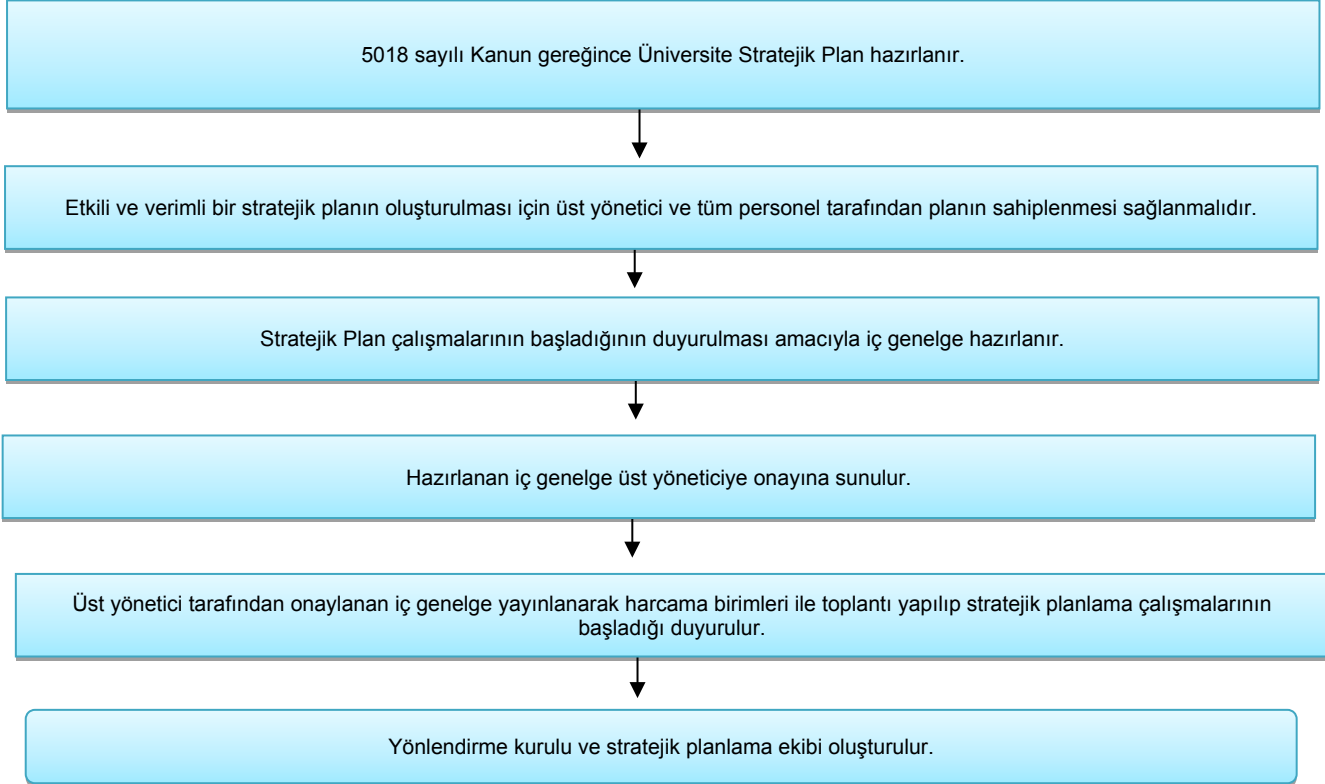 5018 sayılı Kanun gereğince Üniversite Stratejik Plan hazırlanır.
Etkili ve verimli bir stratejik planın oluşturulması için üst yönetici ve tüm personel tarafından planın sahiplenmesi sağlanmalıdır.
Stratejik Plan çalışmalarının başladığının duyurulması amacıyla iç genelge hazırlanır.
Hazırlanan iç genelge üst yöneticiye onayına sunulur.
Üst yönetici tarafından onaylanan iç genelge yayınlanarak harcama birimleri ile toplantı yapılıp stratejik planlama çalışmalarının
başladığı duyurulur.
Yönlendirme kurulu ve stratejik planlama ekibi oluşturulur.